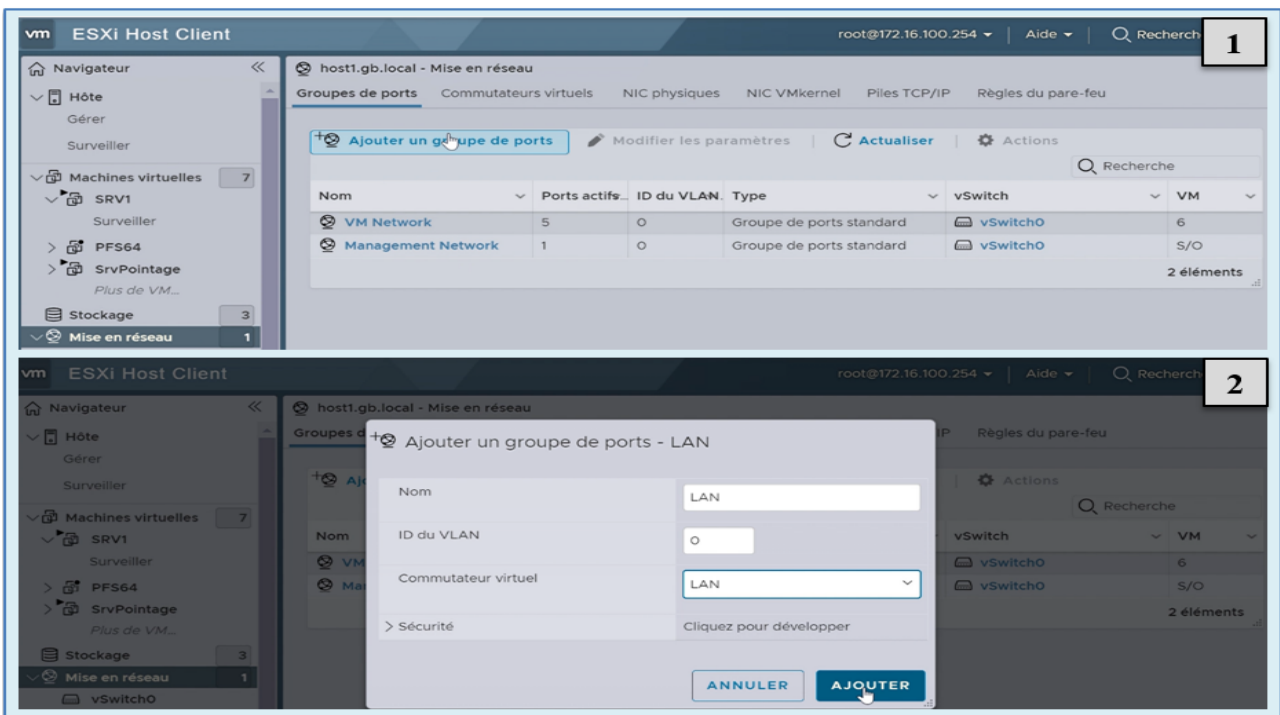 vm ESXi Host Client root@172.16.100.254 Aide Recherch 1
Navigateur host1.gb.local - Mise en réseau
Hôte Groupes de ports Commutateurs virtuels NIC physiques NIC VMkernel Piles TCP/IP Règles du pare-feu
Gérer
Surveiller Ajouter un groupe de ports Modifier les paramètres Actualiser Actions
Recherche
Machines virtuelles 7
SRV1 Nom Ports actifs... ID du VLAN. Type vSwitch VM
Surveiller VM Network 5 0 Groupe de ports standard vSwitch0 6
PFS64 Management Network 1 0 Groupe de ports standard vSwitch0 S/O
SrvPointage 2 éléments
Plus de VM...
Stockage 3
Mise en réseau 1
vm ESXi Host Client root@172.16.100.254 Aide Recherch 2
Navigateur host1.gb.local - Mise en réseau
Hôte Groupes d Ajouter un groupe de ports - LAN IP Règles du pare-feu
Gérer
Surveiller Ajo Nom LAN Actions
Recherche
Machines virtuelles 7
SRV1 Nom ID du VLAN 0 vSwitch VM
Surveiller VM vSwitch0 6
PFS64 Mai Commutateur virtuel LAN vSwitch0 S/O
SrvPointage 2 éléments
Plus de VM... Sécurité Cliquez pour développer
Stockage 3
Mise en réseau 1 ANNULER AJOUTER
vSwitch0